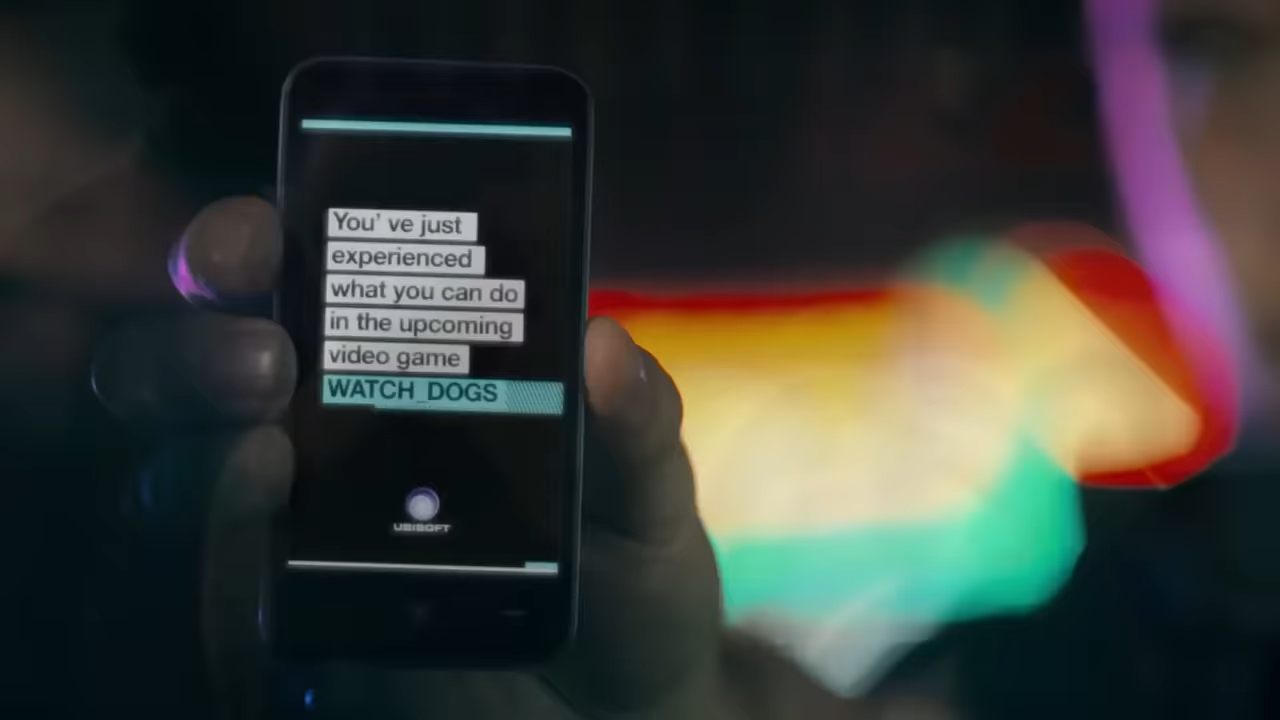 You' ve just
experienced
what you can do
in the upcoming
video game
WATCH_DOGS
UBISOFT